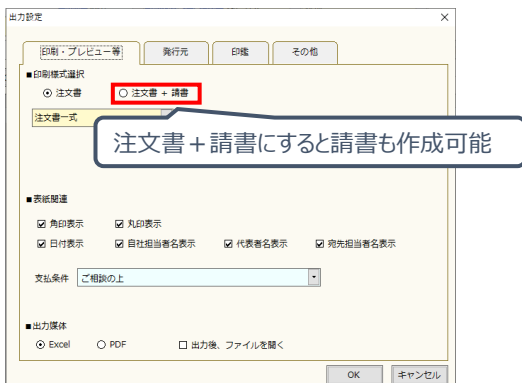 出力設定
印刷・プレビュー等 発行元 印鑑 その他
■印刷様式選択
注文書 注文書 + 請書
注文書一式
注文書+請書にすると請書も作成可能
■表紙関連
角印表示 丸印表示
日付表示 自社担当者名表示 代表者名表示 宛先担当者名表示
支払条件 ご相談の上
■出力媒体
Excel PDF 出力後、ファイルを開く
OK キャンセル